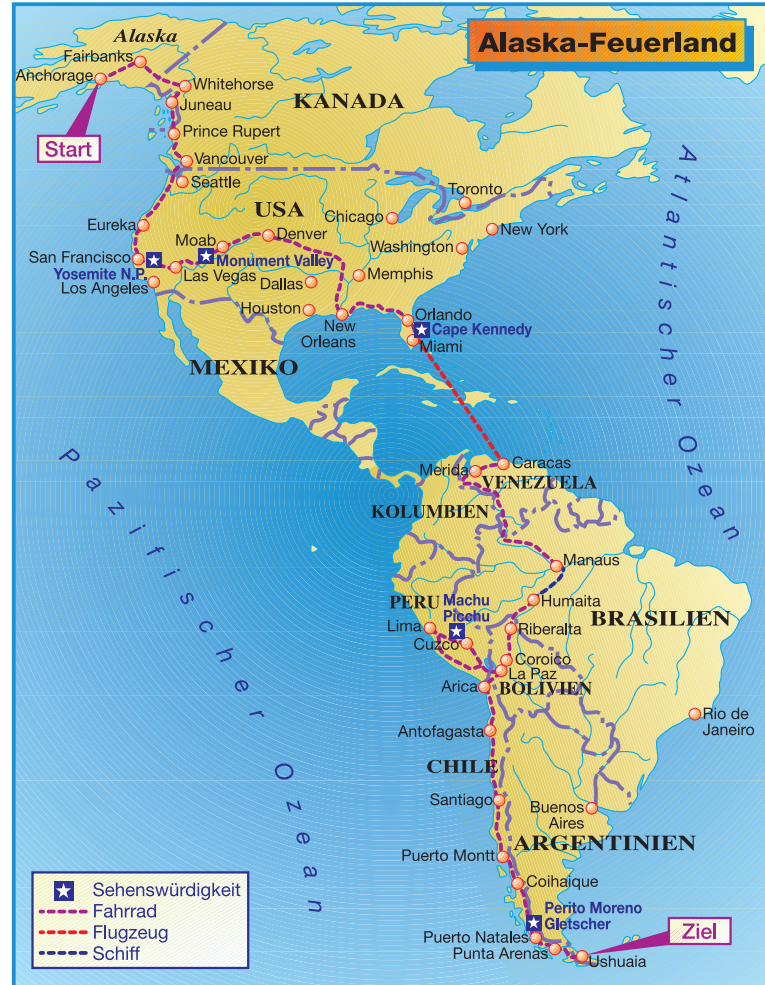 Alaska-Feuerland
Alaska
Fairbanks
Anchorage
Whitehorse
Juneau
KANADA
Prince Rupert
Start
Vancouver
Seattle
Toronto
Eureka
USA
Chicago
New York
Denver
Moab
Washington
San Francisco
Monument Valley
Yosemite N.P.
Las Vegas
Memphis
Los Angeles
Dallas
Houston
Orlando
New
Orleans
Cape Kennedy
Miami
MEXIKO
Atlantischer Ozean
Pazifischer Ozean
Merida
Caracas
VENEZUELA
KOLUMBIEN
Manaus
PERU
Machu
Picchu
Humaita
BRASILIEN
Lima
Riberalta
Cuzco
Coroico
La Paz
Arica
BOLIVIEN
Rio de
Janeiro
Antofagasta
CHILE
Santiago
Buenos
Aires
ARGENTINIEN
Puerto Montt
Coihaique
Perito Moreno
Gletscher
Puerto Natales
Punta Arenas
Ushuaia
Ziel
Sehenswürdigkeit
Fahrrad
Flugzeug
Schiff